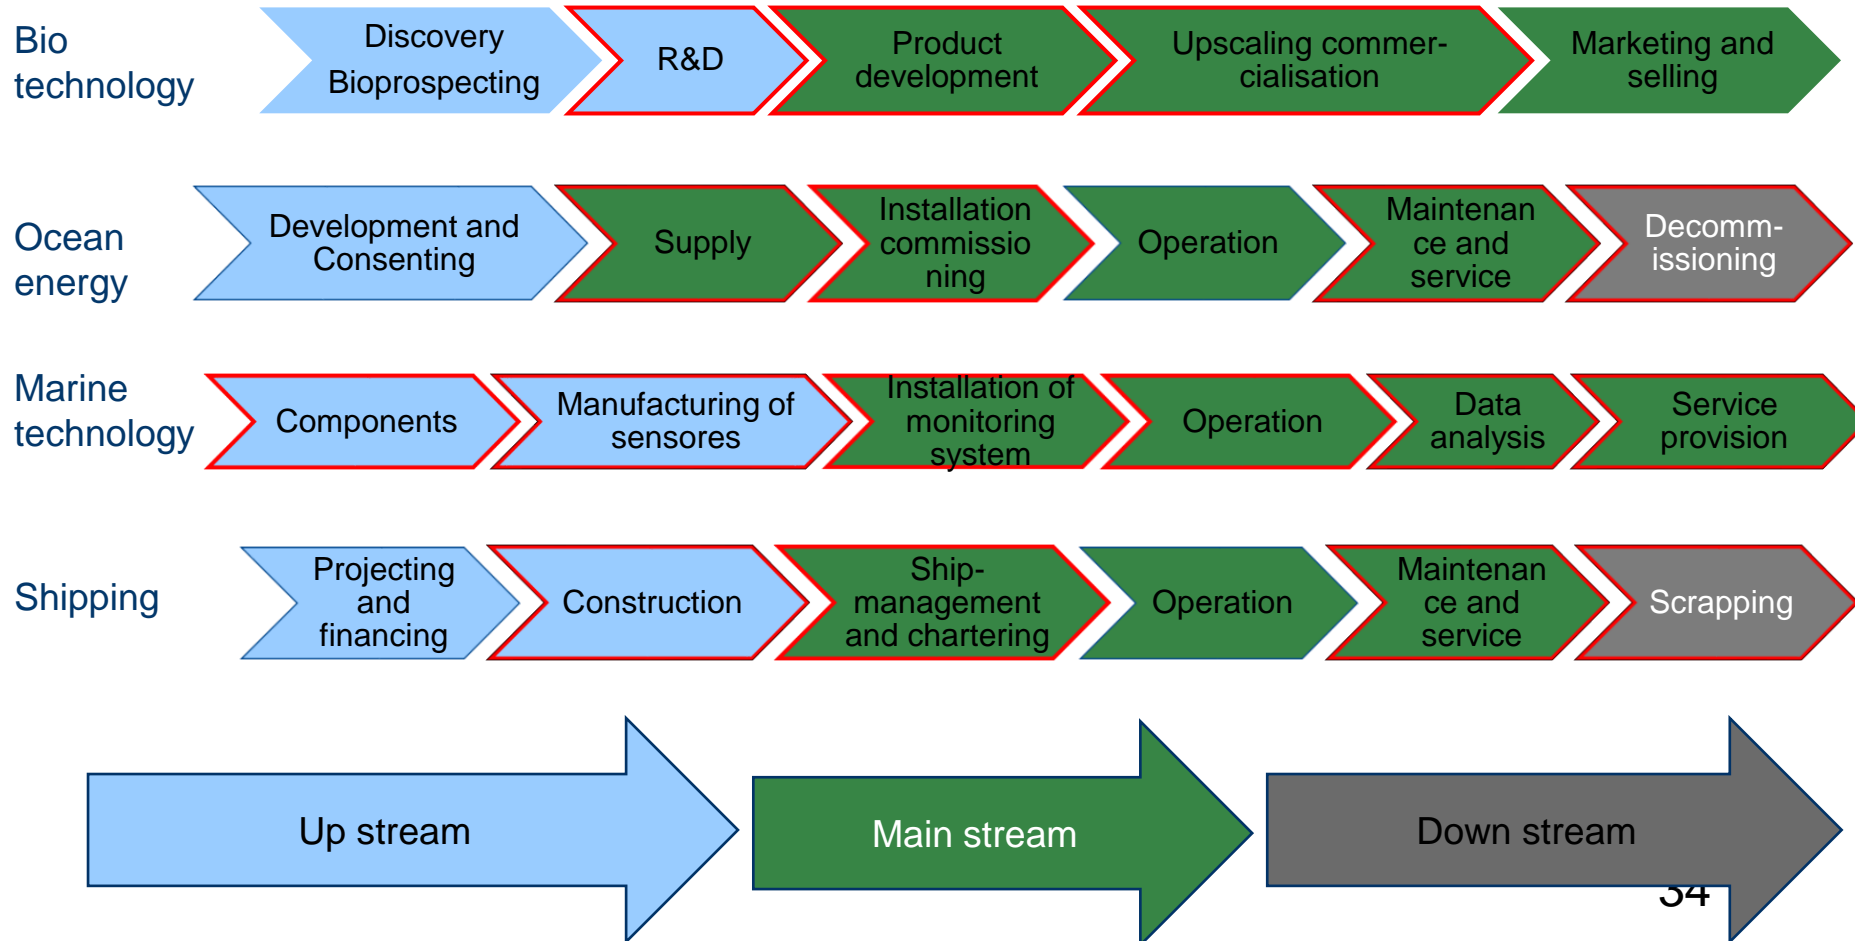 Bio
technology
Discovery
Bioprospecting
R&D
Product
development
Upscaling commer-
cialisation
Marketing and
selling
Ocean
energy
Development and
Consenting
Supply
Installation
commissio
ning
Operation
Maintenan
ce and
service
Decomm-
issioning
Marine
technology
Components
Manufacturing of
sensores
Installation of
monitoring
system
Operation
Data
analysis
Service
provision
Shipping
Projecting
and
financing
Construction
Ship-
management
and chartering
Operation
Maintenan
ce and
service
Scrapping
Up stream
Main stream
Down stream
34